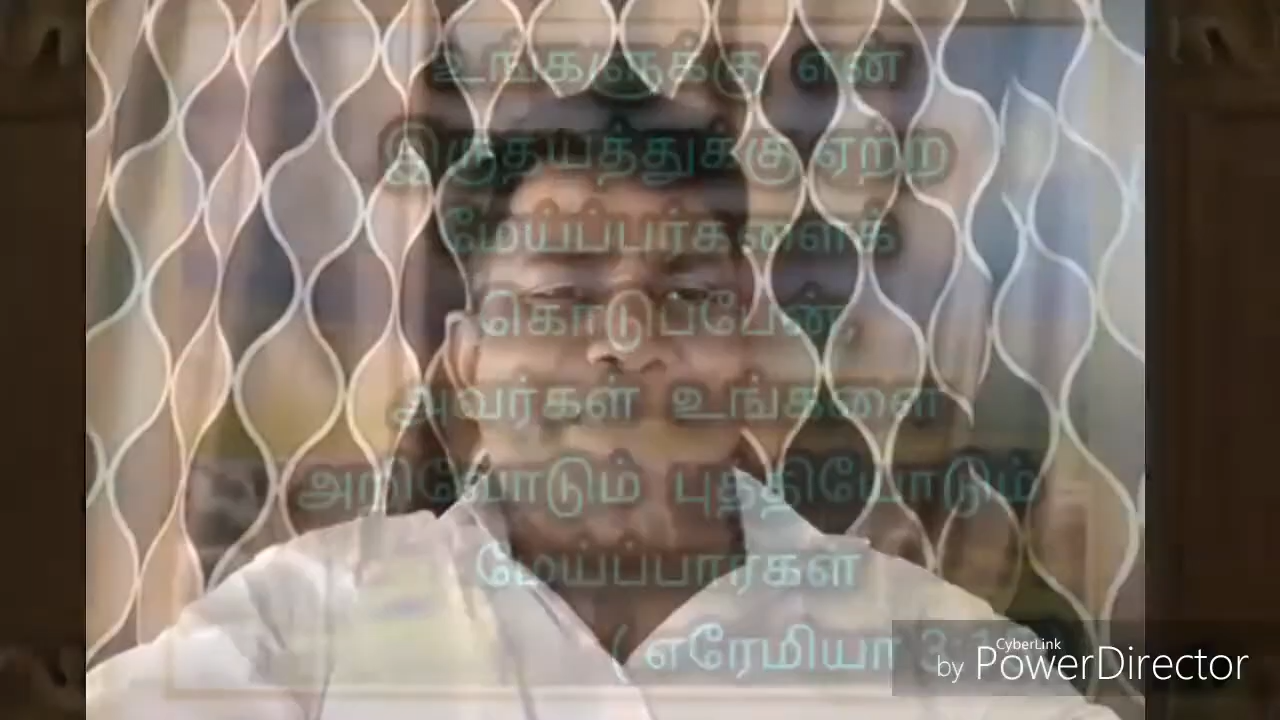 உங்களுக்கு என்
இருதயத்துக்கு ஏற்ற
மேய்ப்பர்களைக்
கொடுப்பேன்,
அவர்கள் உங்களை
அறிவோடும் புத்தியோடும்
மேய்ப்பார்கள்
( எரேமியா
CyberLink
by PowerDirector